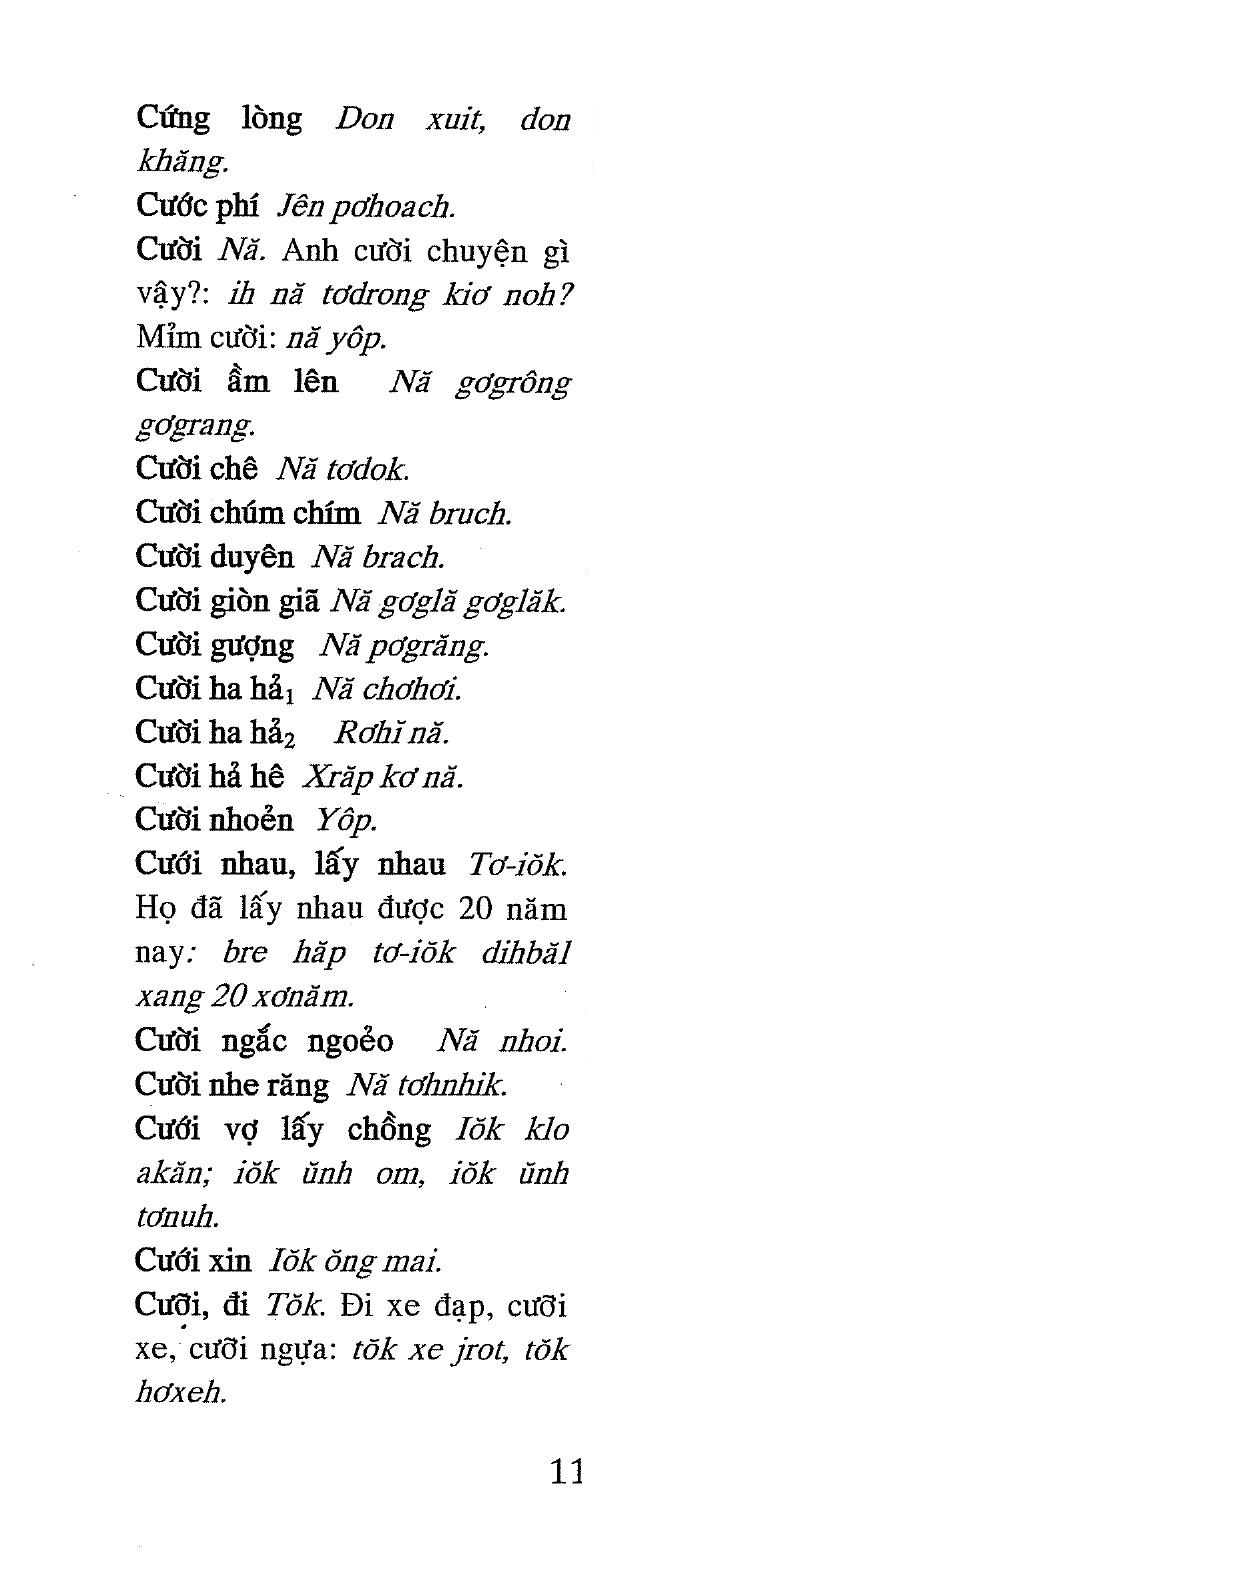 Cứng lòng Don xuit, don
khăng.
Cước phí Jên pơhoach.
Cười Nă. Anh cười chuyện gì
vậy?: ih nă tơdrong kiơ noh?
Mỉm cười: nă yôp.
Cười ầm lên Nă gơgrông
gơgrang.
Cười chê Nă tơdok.
Cười chúm chím Nă bruch.
Cười duyên Nă brach.
Cười giòn giã Nă gơglă gơglăk.
Cười gượng Nă pơgrăng.
Cười ha hả₁ Nă chơhơi.
Cười ha hả₂ Rơhĭ nă.
Cười hả hê Xrăp kơ nă.
Cười nhoẻn Yôp.
Cưới nhau, lấy nhau Tơ-iŏk.
Họ đã lấy nhau được 20 năm
nay: bre hăp tơ-iŏk dihbăl
xang 20 xơnăm.
Cười ngắc ngoẻo Nă nhoi.
Cười nhe răng Nă tơhnhik.
Cưới vợ lấy chồng Iŏk klo
akăn; iŏk ŭnh om, iŏk ŭnh
tơnuh.
Cưới xin Iŏk ŏng mai.
Cưỡi, đi Tŏk. Đi xe đạp, cưỡi
xe, cưỡi ngựa: tŏk xe jrot, tŏk
hơxeh.
11